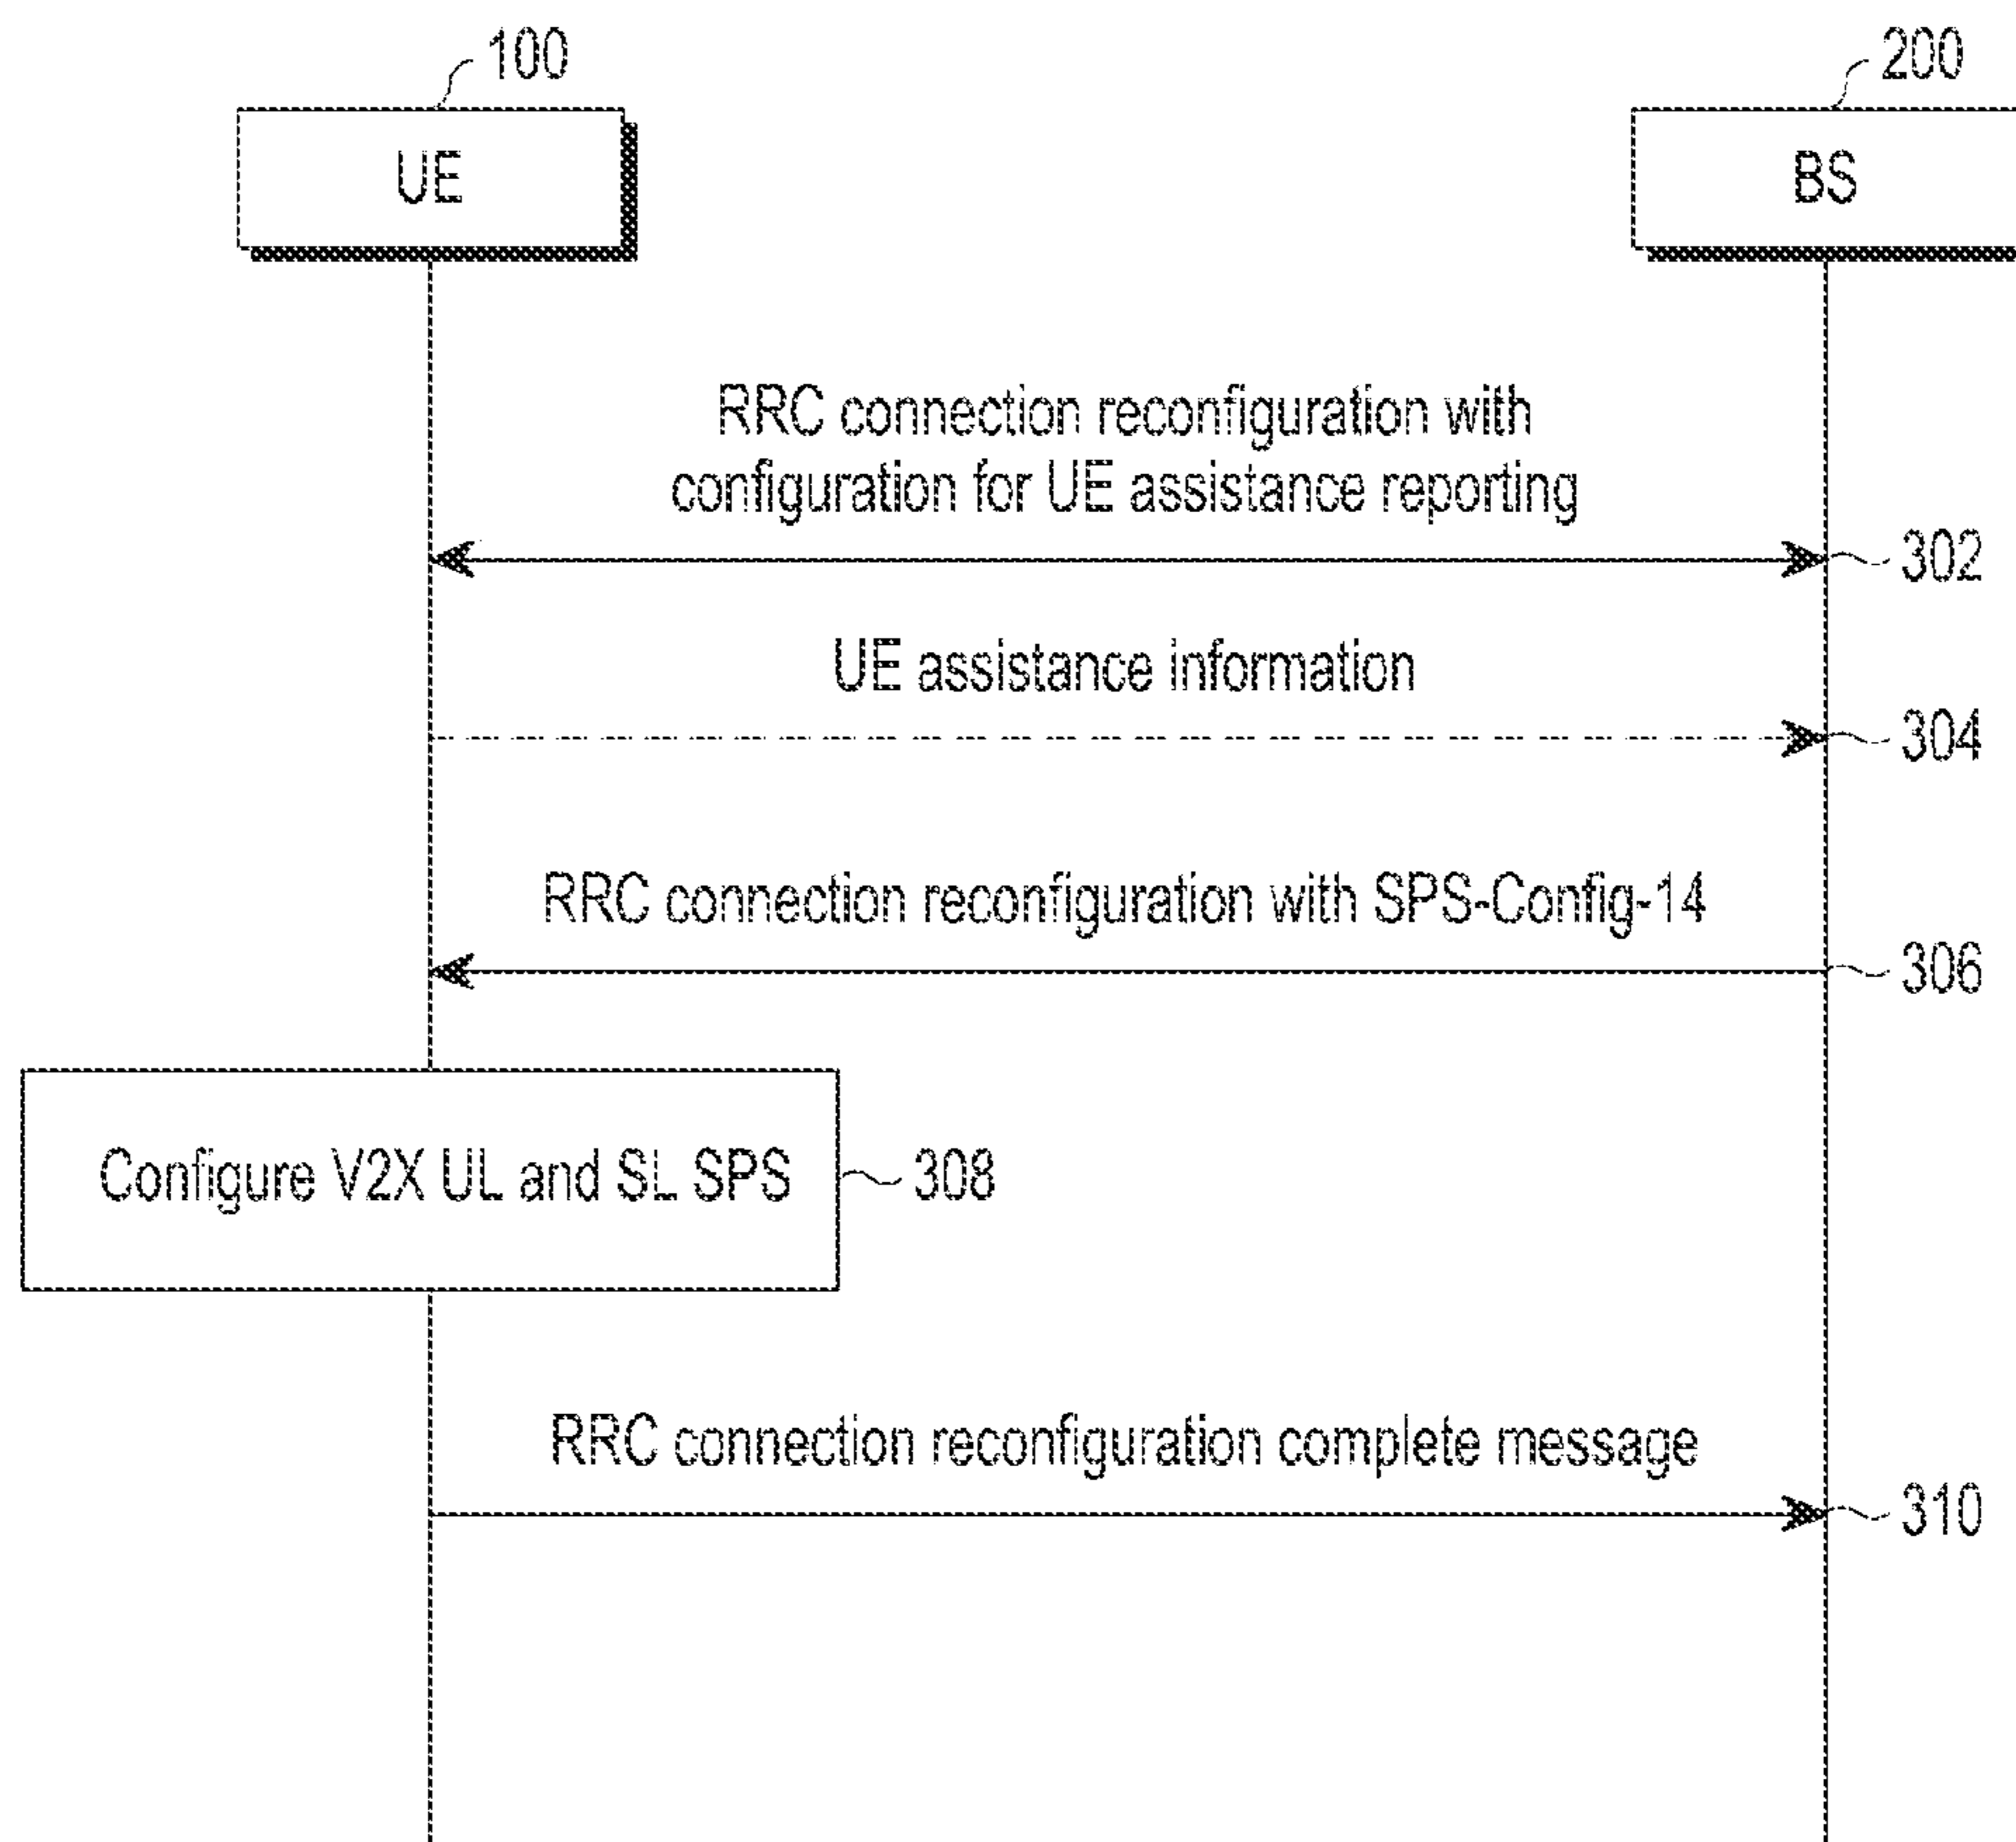 100
200
UE
BS
RRC connection reconfiguration with
configuration for UE assistance reporting
302
UE assistance information
304
RRC connection reconfiguration with SPS-Config-14
306
Configure V2X UL and SL SPS
308
RRC connection reconfiguration complete message
310